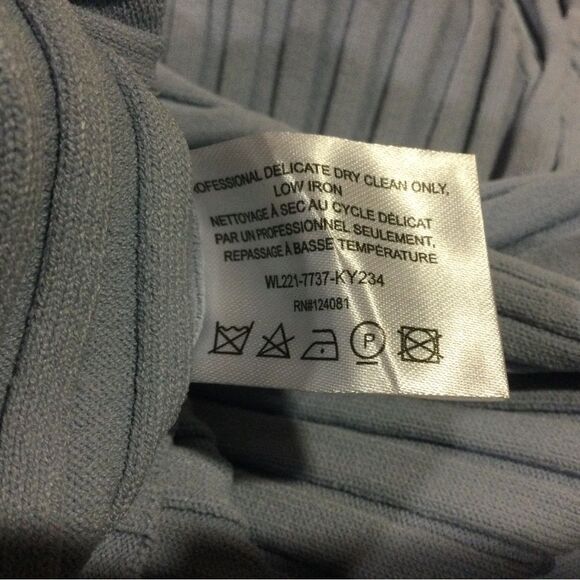 PROFESSIONAL DELICATE DRY CLEAN ONLY,
LOW IRON
NETTOYAGE À SEC AU CYCLE DÉLICAT
PAR UN PROFESSIONNEL SEULEMENT,
REPASSAGE À BASSE TEMPÉRATURE
WL221-7737-KY234
RN#124081
P